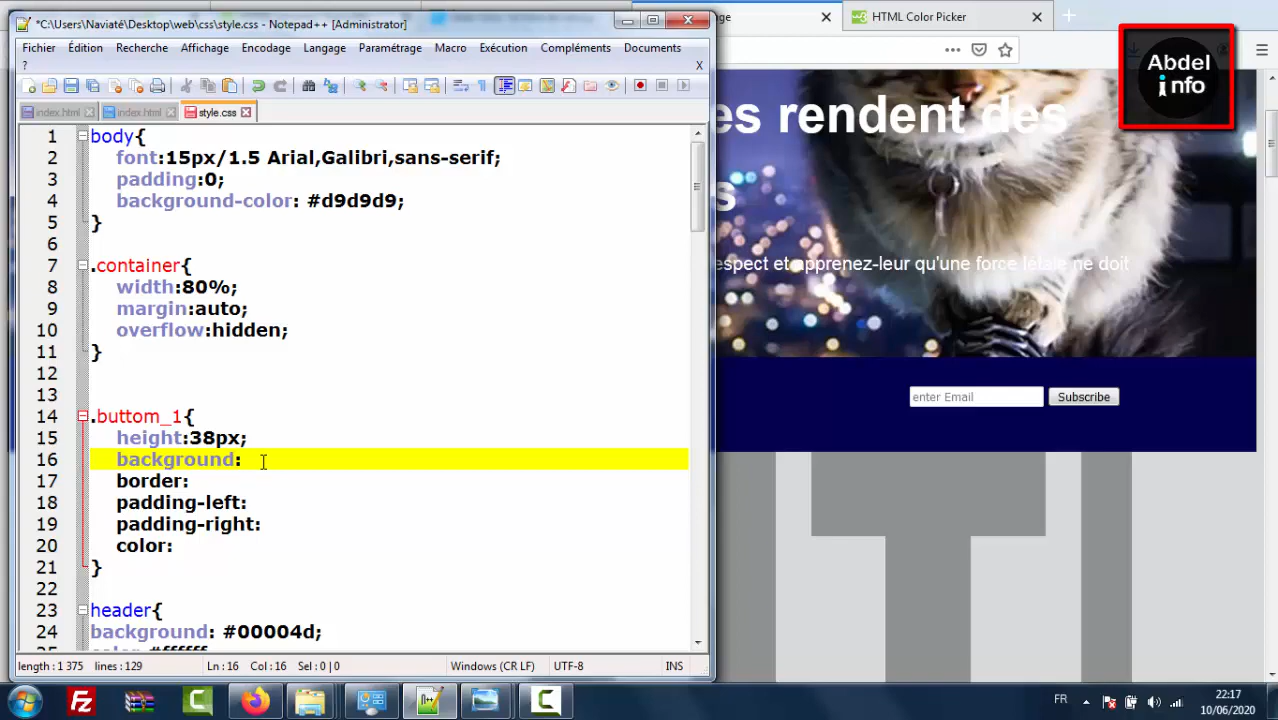 *C:\Users\Naviaté\Desktop\web\css\style.css - Notepad++ [Administrator]
Fichier Édition Recherche Affichage Encodage Langage Paramétrage Macro Exécution Compléments Documents
? X
index.html index.html style.css
1 body{
2 font:15px/1.5 Arial,Galibri,sans-serif;
3 padding:0;
4 background-color: #d9d9d9;
5 }
6
7 .container{
8 width:80%;
9 margin:auto;
10 overflow:hidden;
11 }
12
13
14 .buttom_1{
15 height:38px;
16 background:
17 border:
18 padding-left:
19 padding-right:
20 color:
21 }
22
23 header{
24 background: #00004d;
length : 1 375 lines : 129 Ln : 16 Col : 16 Sel : 0 | 0 Windows (CR LF) UTF-8 INS
HTML Color Picker
Abdel
info
es rendent des
s
espect et apprenez-leur qu'une force létale ne doit
enter Email Subscribe
FR 22:17
10/06/2020